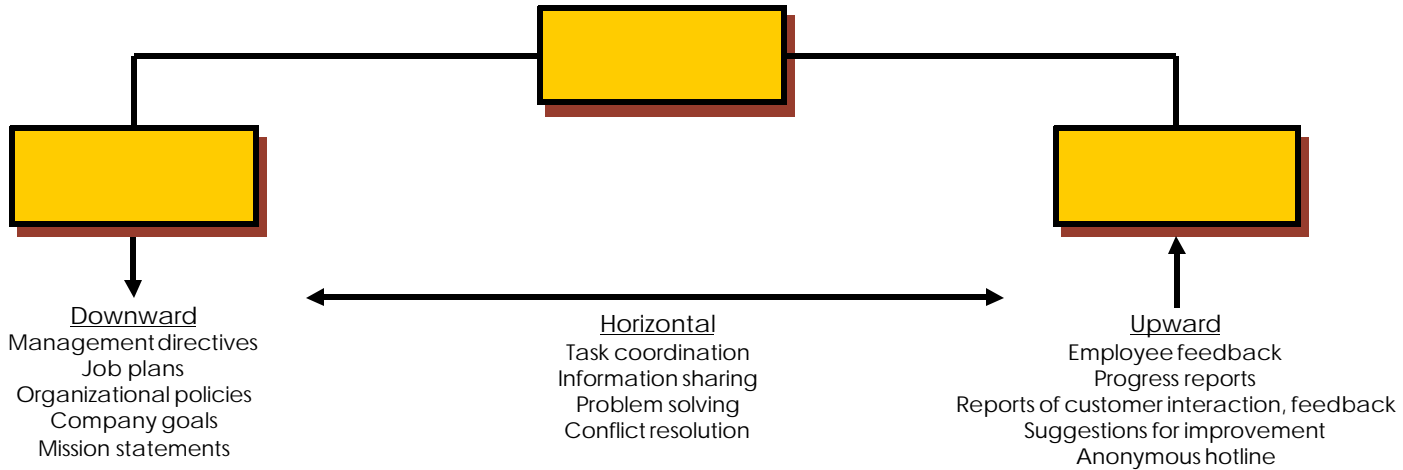 Downward
Management directives
Job plans
Organizational policies
Company goals
Mission statements
Horizontal
Task coordination
Information sharing
Problem solving
Conflict resolution
Upward
Employee feedback
Progress reports
Reports of customer interaction, feedback
Suggestions for improvement
Anonymous hotline